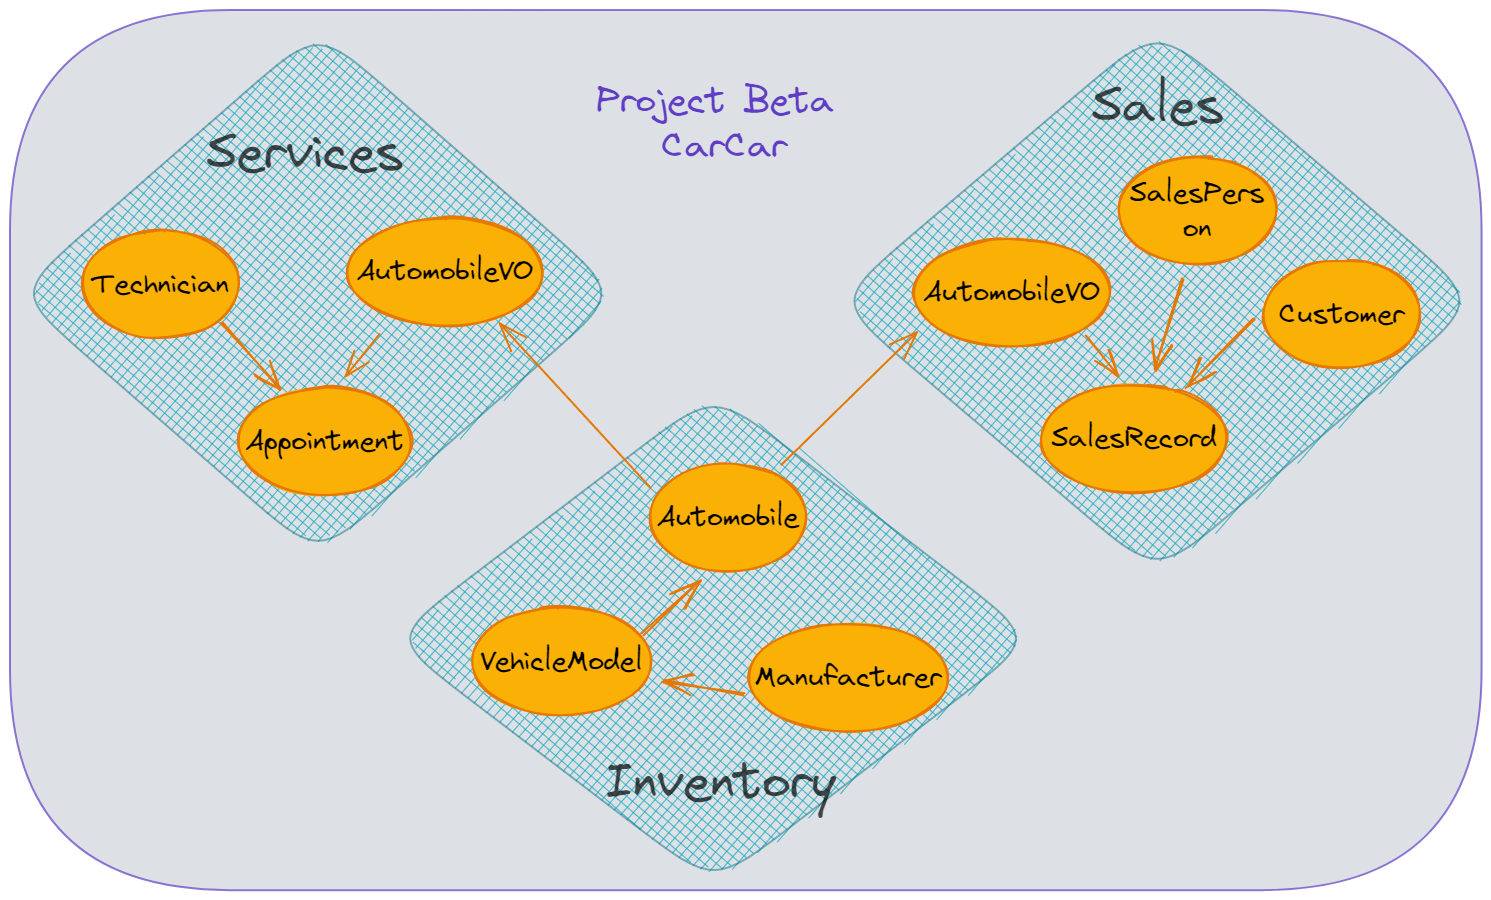 Project Beta
CarCar
Services
Technician
AutomobileVO
Appointment
Sales
SalesPers
on
AutomobileVO
Customer
SalesRecord
Automobile
VehicleModel
Manufacturer
Inventory